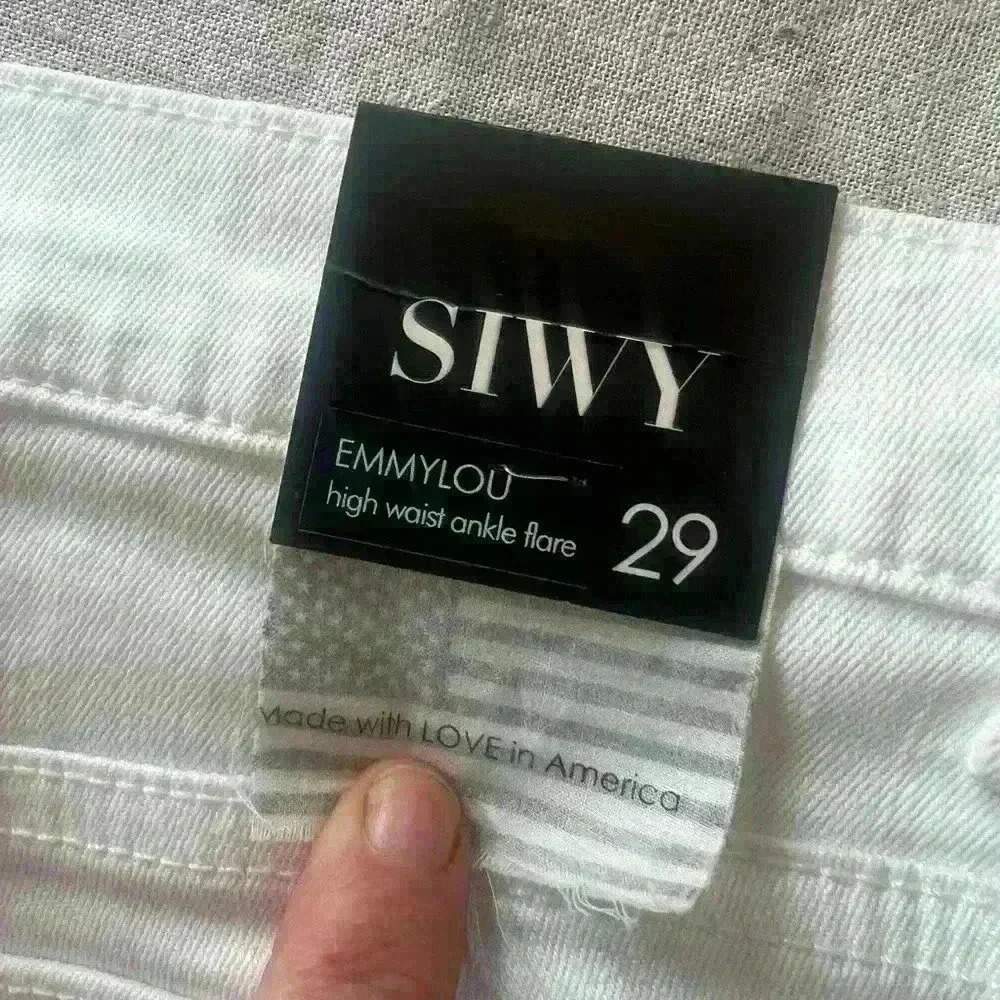 SIWY
EMMYLOU
high waist ankle flare
29
Made with LOVE in America